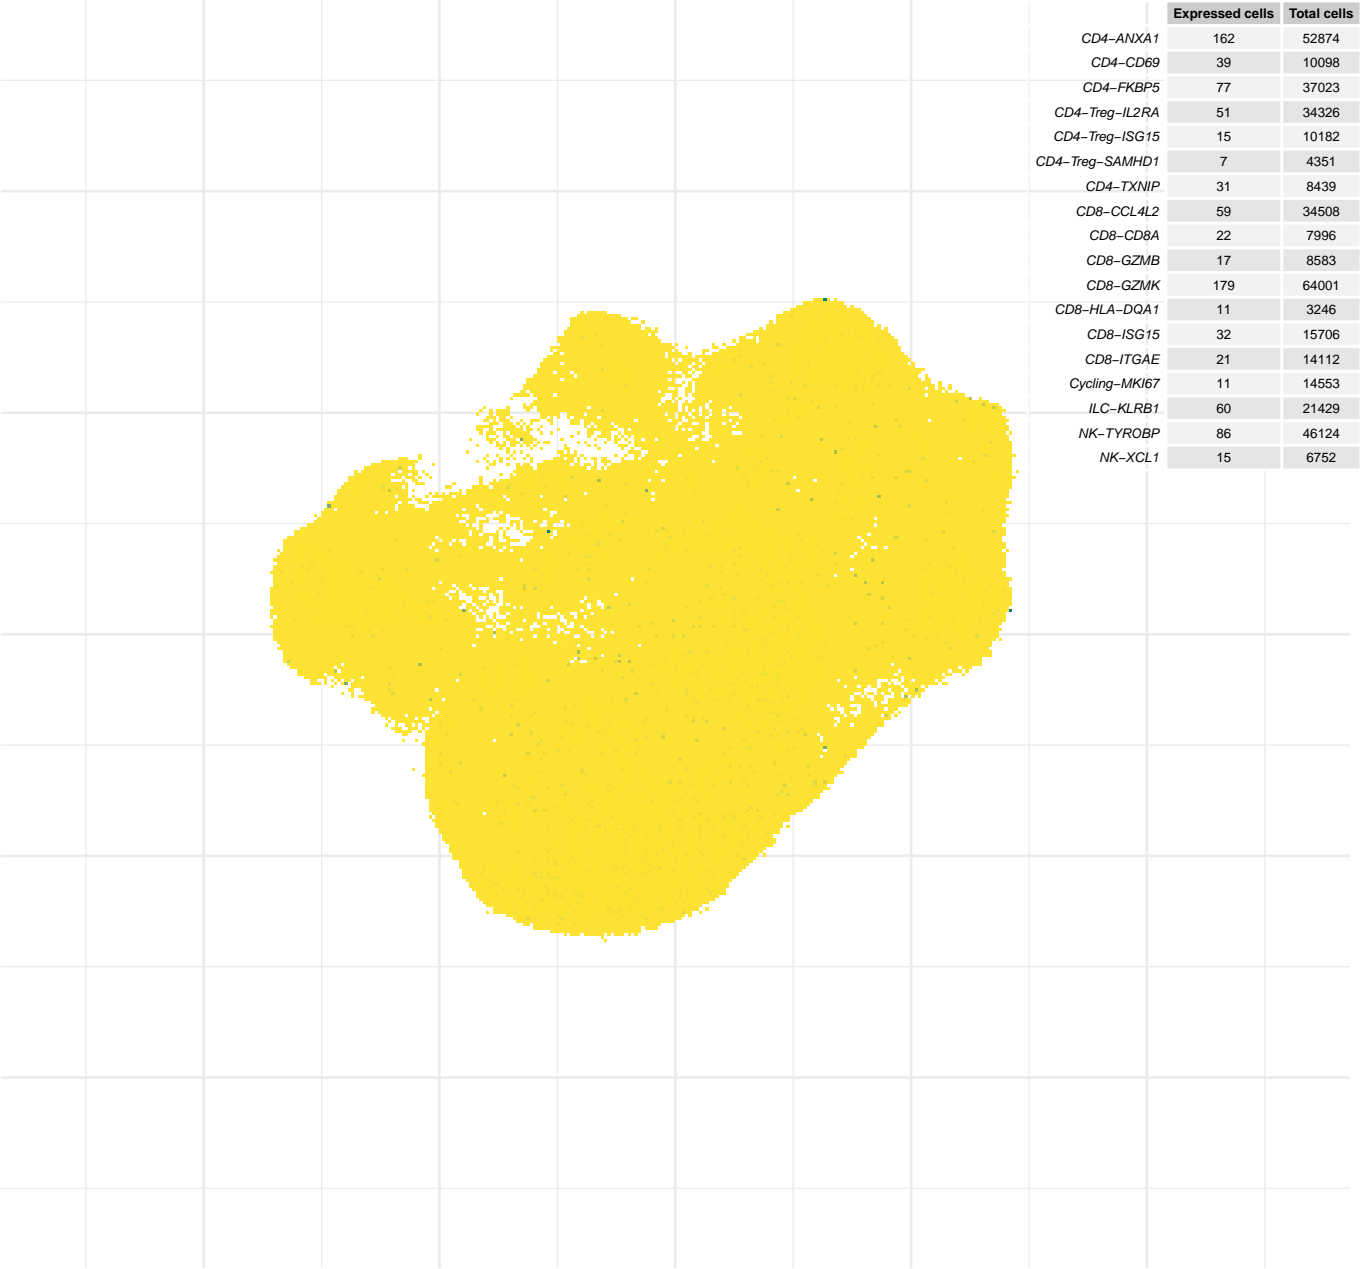 Expressed cells Total cells
CD4−ANXA1 162 52874
CD4−CD69 39 10098
CD4−FKBP5 77 37023
CD4−Treg−IL2RA 51 34326
CD4−Treg−ISG15 15 10182
CD4−Treg−SAMHD1 7 4351
CD4−TXNIP 31 8439
CD8−CCL4L2 59 34508
CD8−CD8A 22 7996
CD8−GZMB 17 8583
CD8−GZMK 179 64001
CD8−HLA−DQA1 11 3246
CD8−ISG15 32 15706
CD8−ITGAE 21 14112
Cycling−MKI67 11 14553
ILC−KLRB1 60 21429
NK−TYROBP 86 46124
NK−XCL1 15 6752